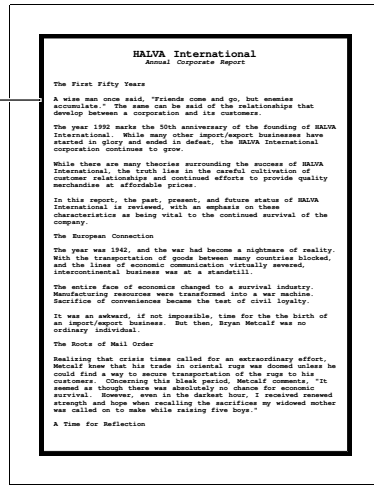 HALVA International
Annual Corporate Report
The First Fifty Years
A wise man once said, "Friends come and go, but enemies
accumulate." The same can be said of the relationships that
develop between a corporation and its customers.
The year 1992 marks the 50th anniversary of the founding of HALVA
International. While many other import/export businesses have
started in glory and ended in defeat, the HALVA International
corporation continues to grow.
While there are many theories surrounding the success of HALVA
International, the truth lies in the careful cultivation of
customer relationships and continued efforts to provide quality
merchandise at affordable prices.
In this report, the past, present, and future status of HALVA
International is reviewed, with an emphasis on these
characteristics as being vital to the continued survival of the
company.
The European Connection
The year was 1942, and the war had become a nightmare of reality.
With the transportation of goods between many countries blocked,
and the lines of economic communication virtually severed,
intercontinental business was at a standstill.
The entire face of economics changed to a survival industry.
Manufacturing resources were transformed into a war machine.
Sacrifice of conveniences became the test of civil loyalty.
It was an awkward, if not impossible, time for the the birth of
an import/export business. But then, Bryan Metcalf was no
ordinary individual.
The Roots of Mail Order
Realizing that crisis times called for an extraordinary effort,
Metcalf knew that his trade in oriental rugs was doomed unless he
could find a way to secure transportation of the rugs to his
customers. COncerning this bleak period, Metcalf comments, "It
seemed as though there was absolutely no chance for economic
survival. However, even in the darkest hour, I received renewed
strength and hope when recalling the sacrifices my widowed mother
was called on to make while raising five boys."
A Time for Reflection